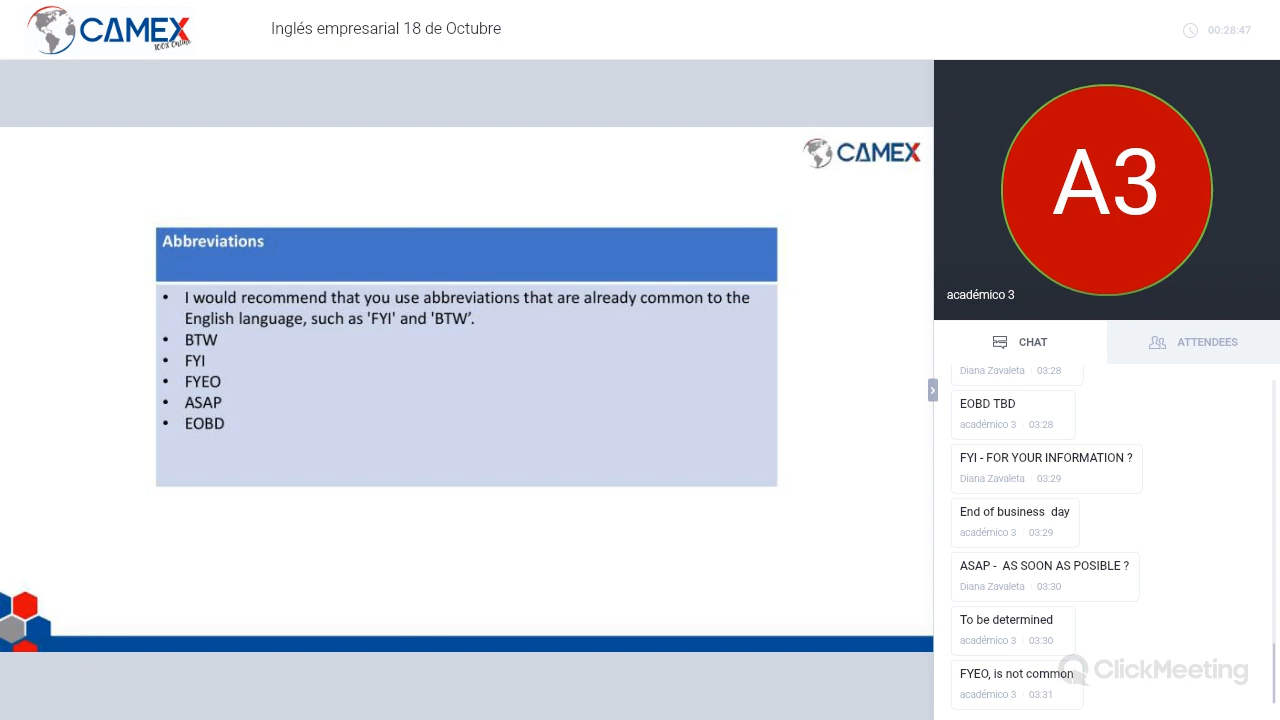 CAMEX
100% Online
Inglés empresarial 18 de Octubre
00:28:47
CAMEX
Abbreviations
• I would recommend that you use abbreviations that are already common to the
English language, such as 'FYI' and 'BTW'.
• BTW
• FYI
• FYEO
• ASAP
• EOBD
A3
académico 3
CHAT
ATTENDEES
Diana Zavaleta 03:28
EOBD TBD
académico 3 03:28
FYI - FOR YOUR INFORMATION ?
Diana Zavaleta 03:29
End of business day
académico 3 03:29
ASAP - AS SOON AS POSIBLE ?
Diana Zavaleta 03:30
To be determined
académico 3 03:30
FYEO, is not common
académico 3 03:31
ClickMeeting